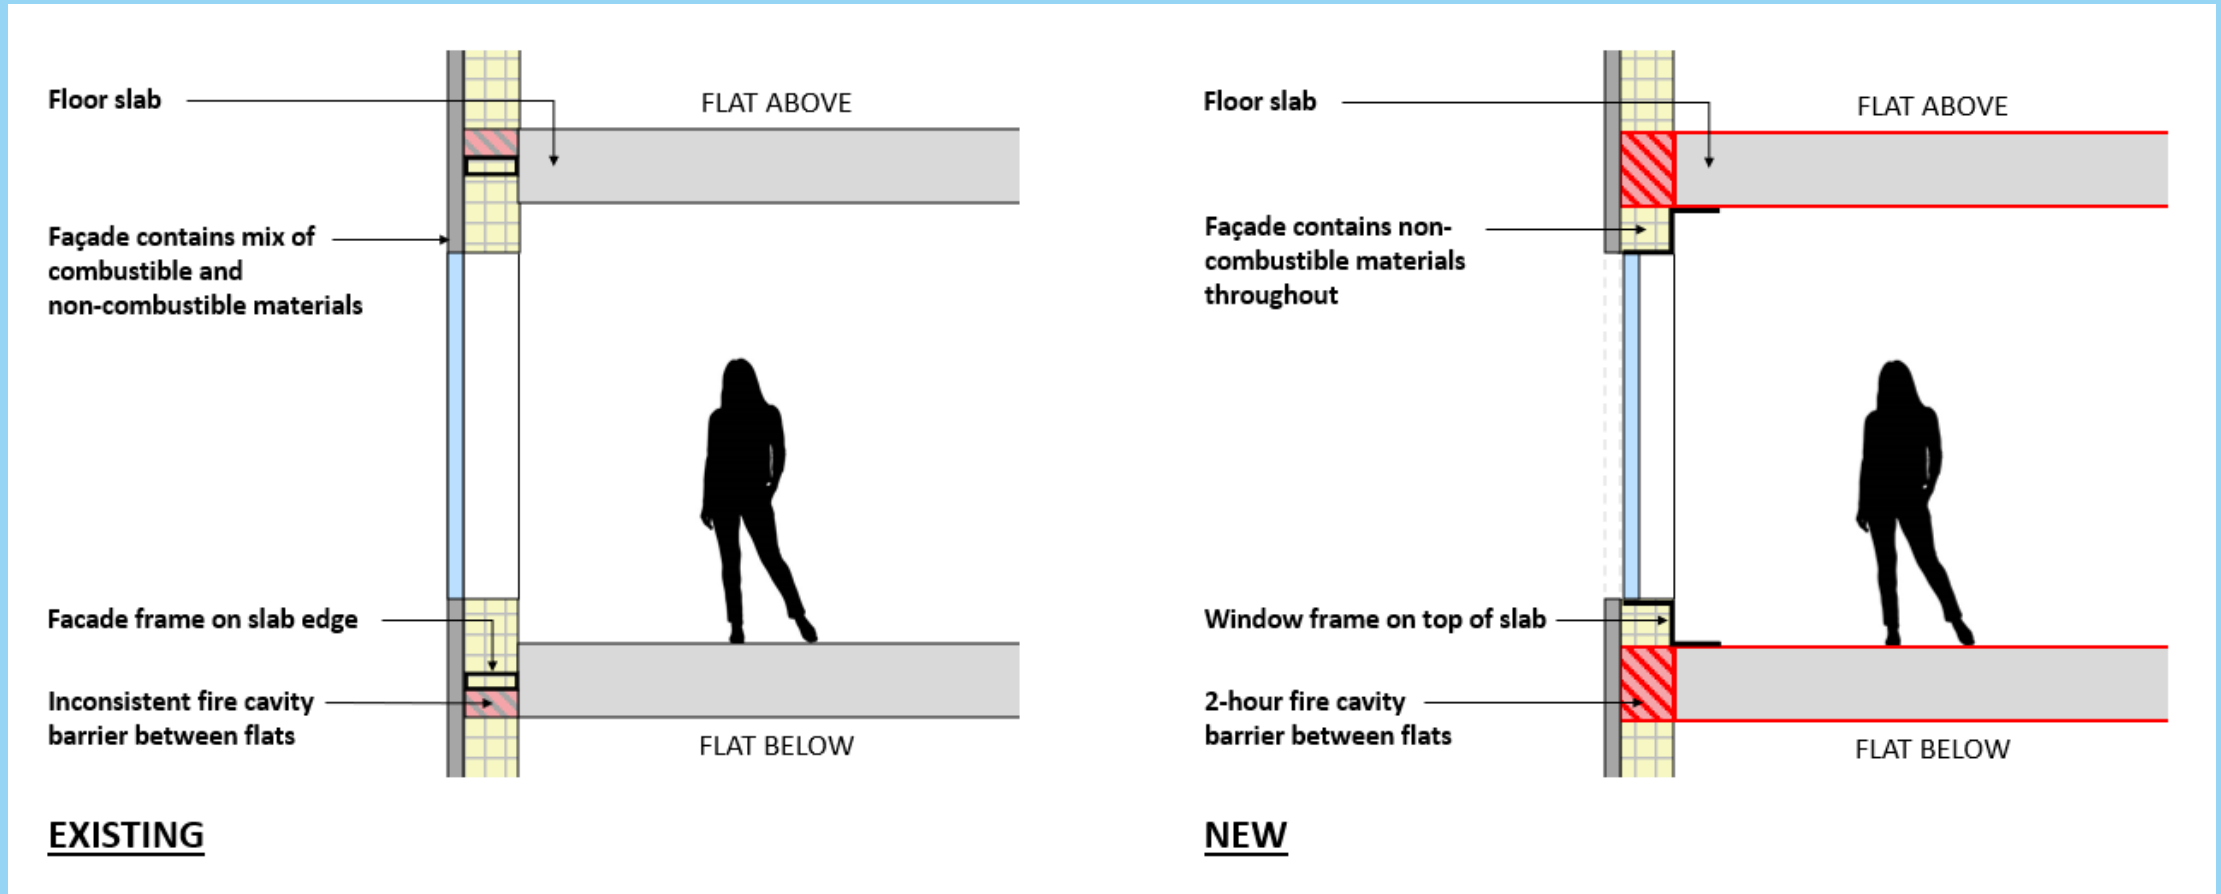 Floor slab
FLAT ABOVE
Façade contains mix of
combustible and
non-combustible materials
Facade frame on slab edge
Inconsistent fire cavity
barrier between flats
FLAT BELOW
EXISTING
Floor slab
FLAT ABOVE
Façade contains non-
combustible materials
throughout
Window frame on top of slab
2-hour fire cavity
barrier between flats
FLAT BELOW
NEW